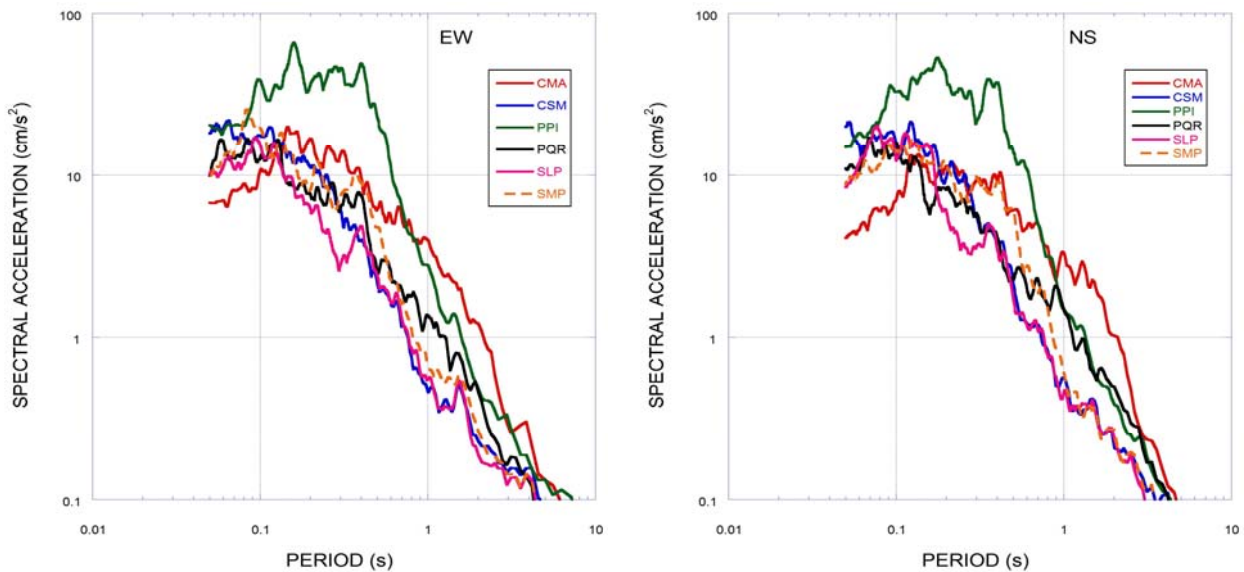 EW
SPECTRAL ACCELERATION (cm/s²)
100
10
1
0.1
0.01
0.1
1
10
PERIOD (s)
CMA
CSM
PPI
PQR
SLP
SMP
NS
SPECTRAL ACCELERATION (cm/s²)
100
10
1
0.1
0.01
0.1
1
10
PERIOD (s)
CMA
CSM
PPI
PQR
SLP
SMP